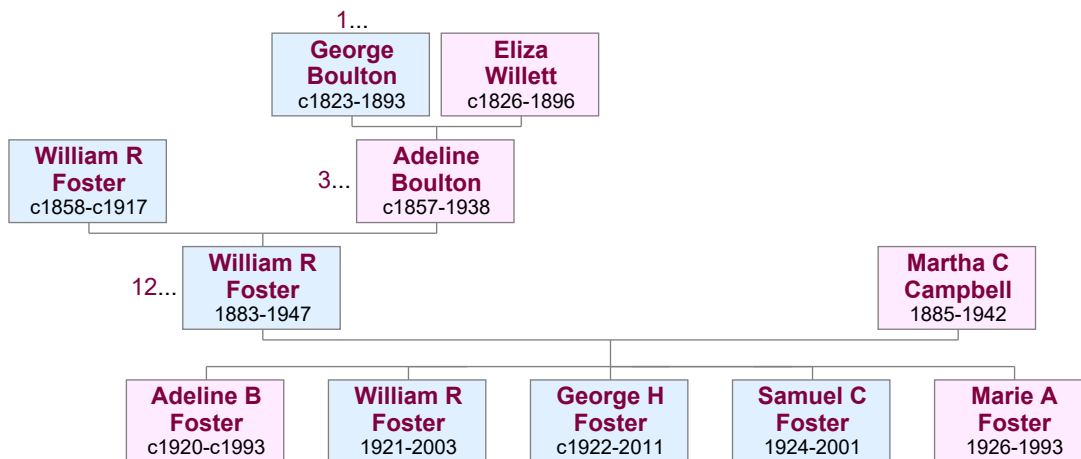 1...
George
Boulton
c1823-1893
Eliza
Willett
c1826-1896
William R
Foster
c1858-c1917
3...
Adeline
Boulton
c1857-1938
12...
William R
Foster
1883-1947
Martha C
Campbell
1885-1942
Adeline B
Foster
c1920-c1993
William R
Foster
1921-2003
George H
Foster
c1922-2011
Samuel C
Foster
1924-2001
Marie A
Foster
1926-1993